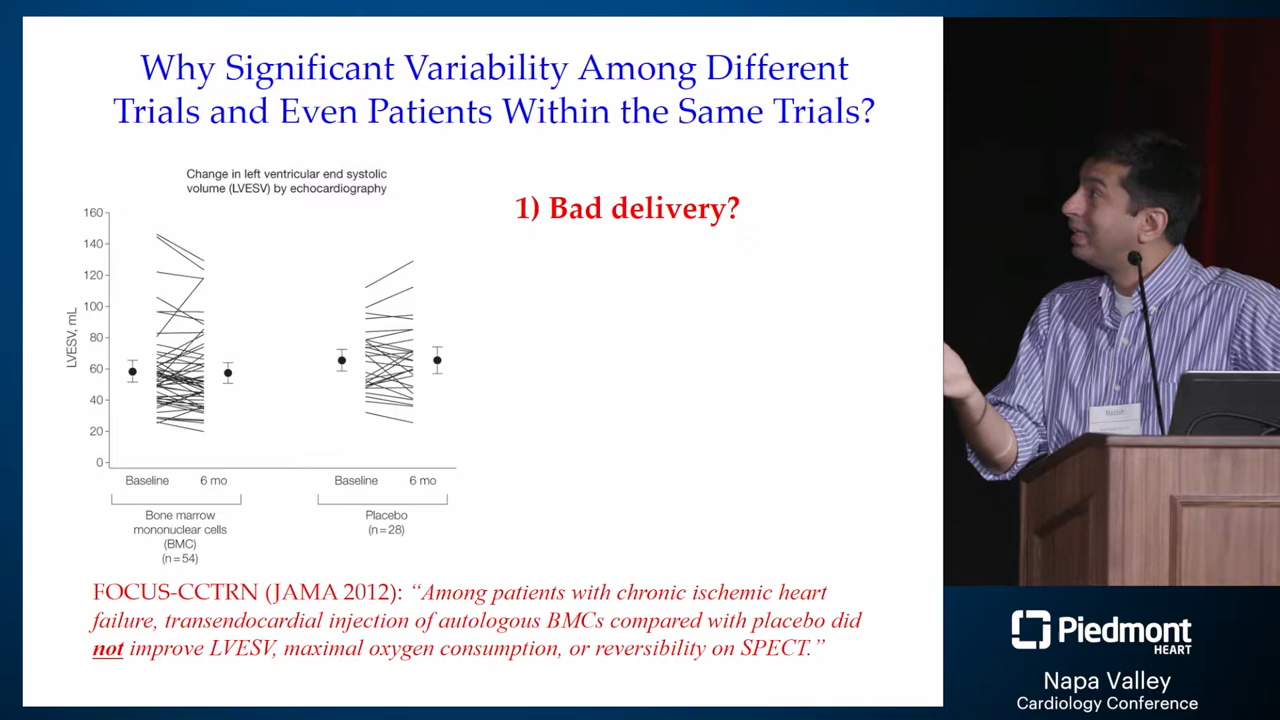 Why Significant Variability Among Different
Trials and Even Patients Within the Same Trials?
Change in left ventricular end systolic
volume (LVESV) by echocardiography
1) Bad delivery?
LVESV, mL
160
140
120
100
80
60
40
20
0
Baseline
6 mo
Baseline
6 mo
Bone marrow
mononuclear cells
(BMC)
(n=54)
Placebo
(n=28)
FOCUS-CCTRN (JAMA 2012): “Among patients with chronic ischemic heart
failure, transendocardial injection of autologous BMCs compared with placebo did
not improve LVESV, maximal oxygen consumption, or reversibility on SPECT.”
Piedmont
HEART
Napa Valley
Cardiology Conference